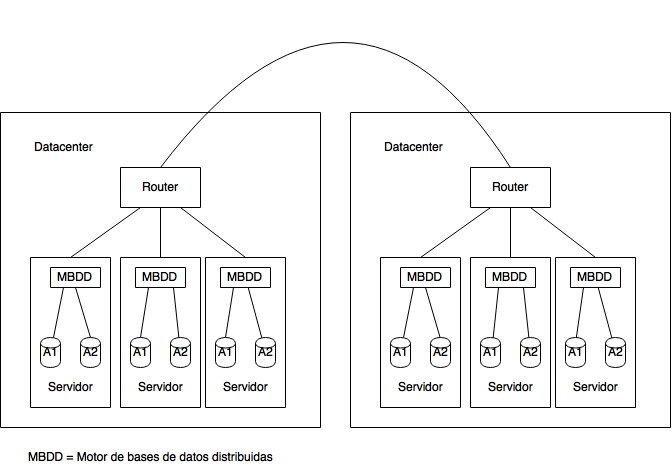 Datacenter
Datacenter
Router
Router
MBDD
MBDD
MBDD
MBDD
MBDD
MBDD
A1
A2
A1
A2
A1
A2
A1
A2
A1
A2
A1
A2
Servidor
Servidor
Servidor
Servidor
Servidor
Servidor
MBDD = Motor de bases de datos distribuidas